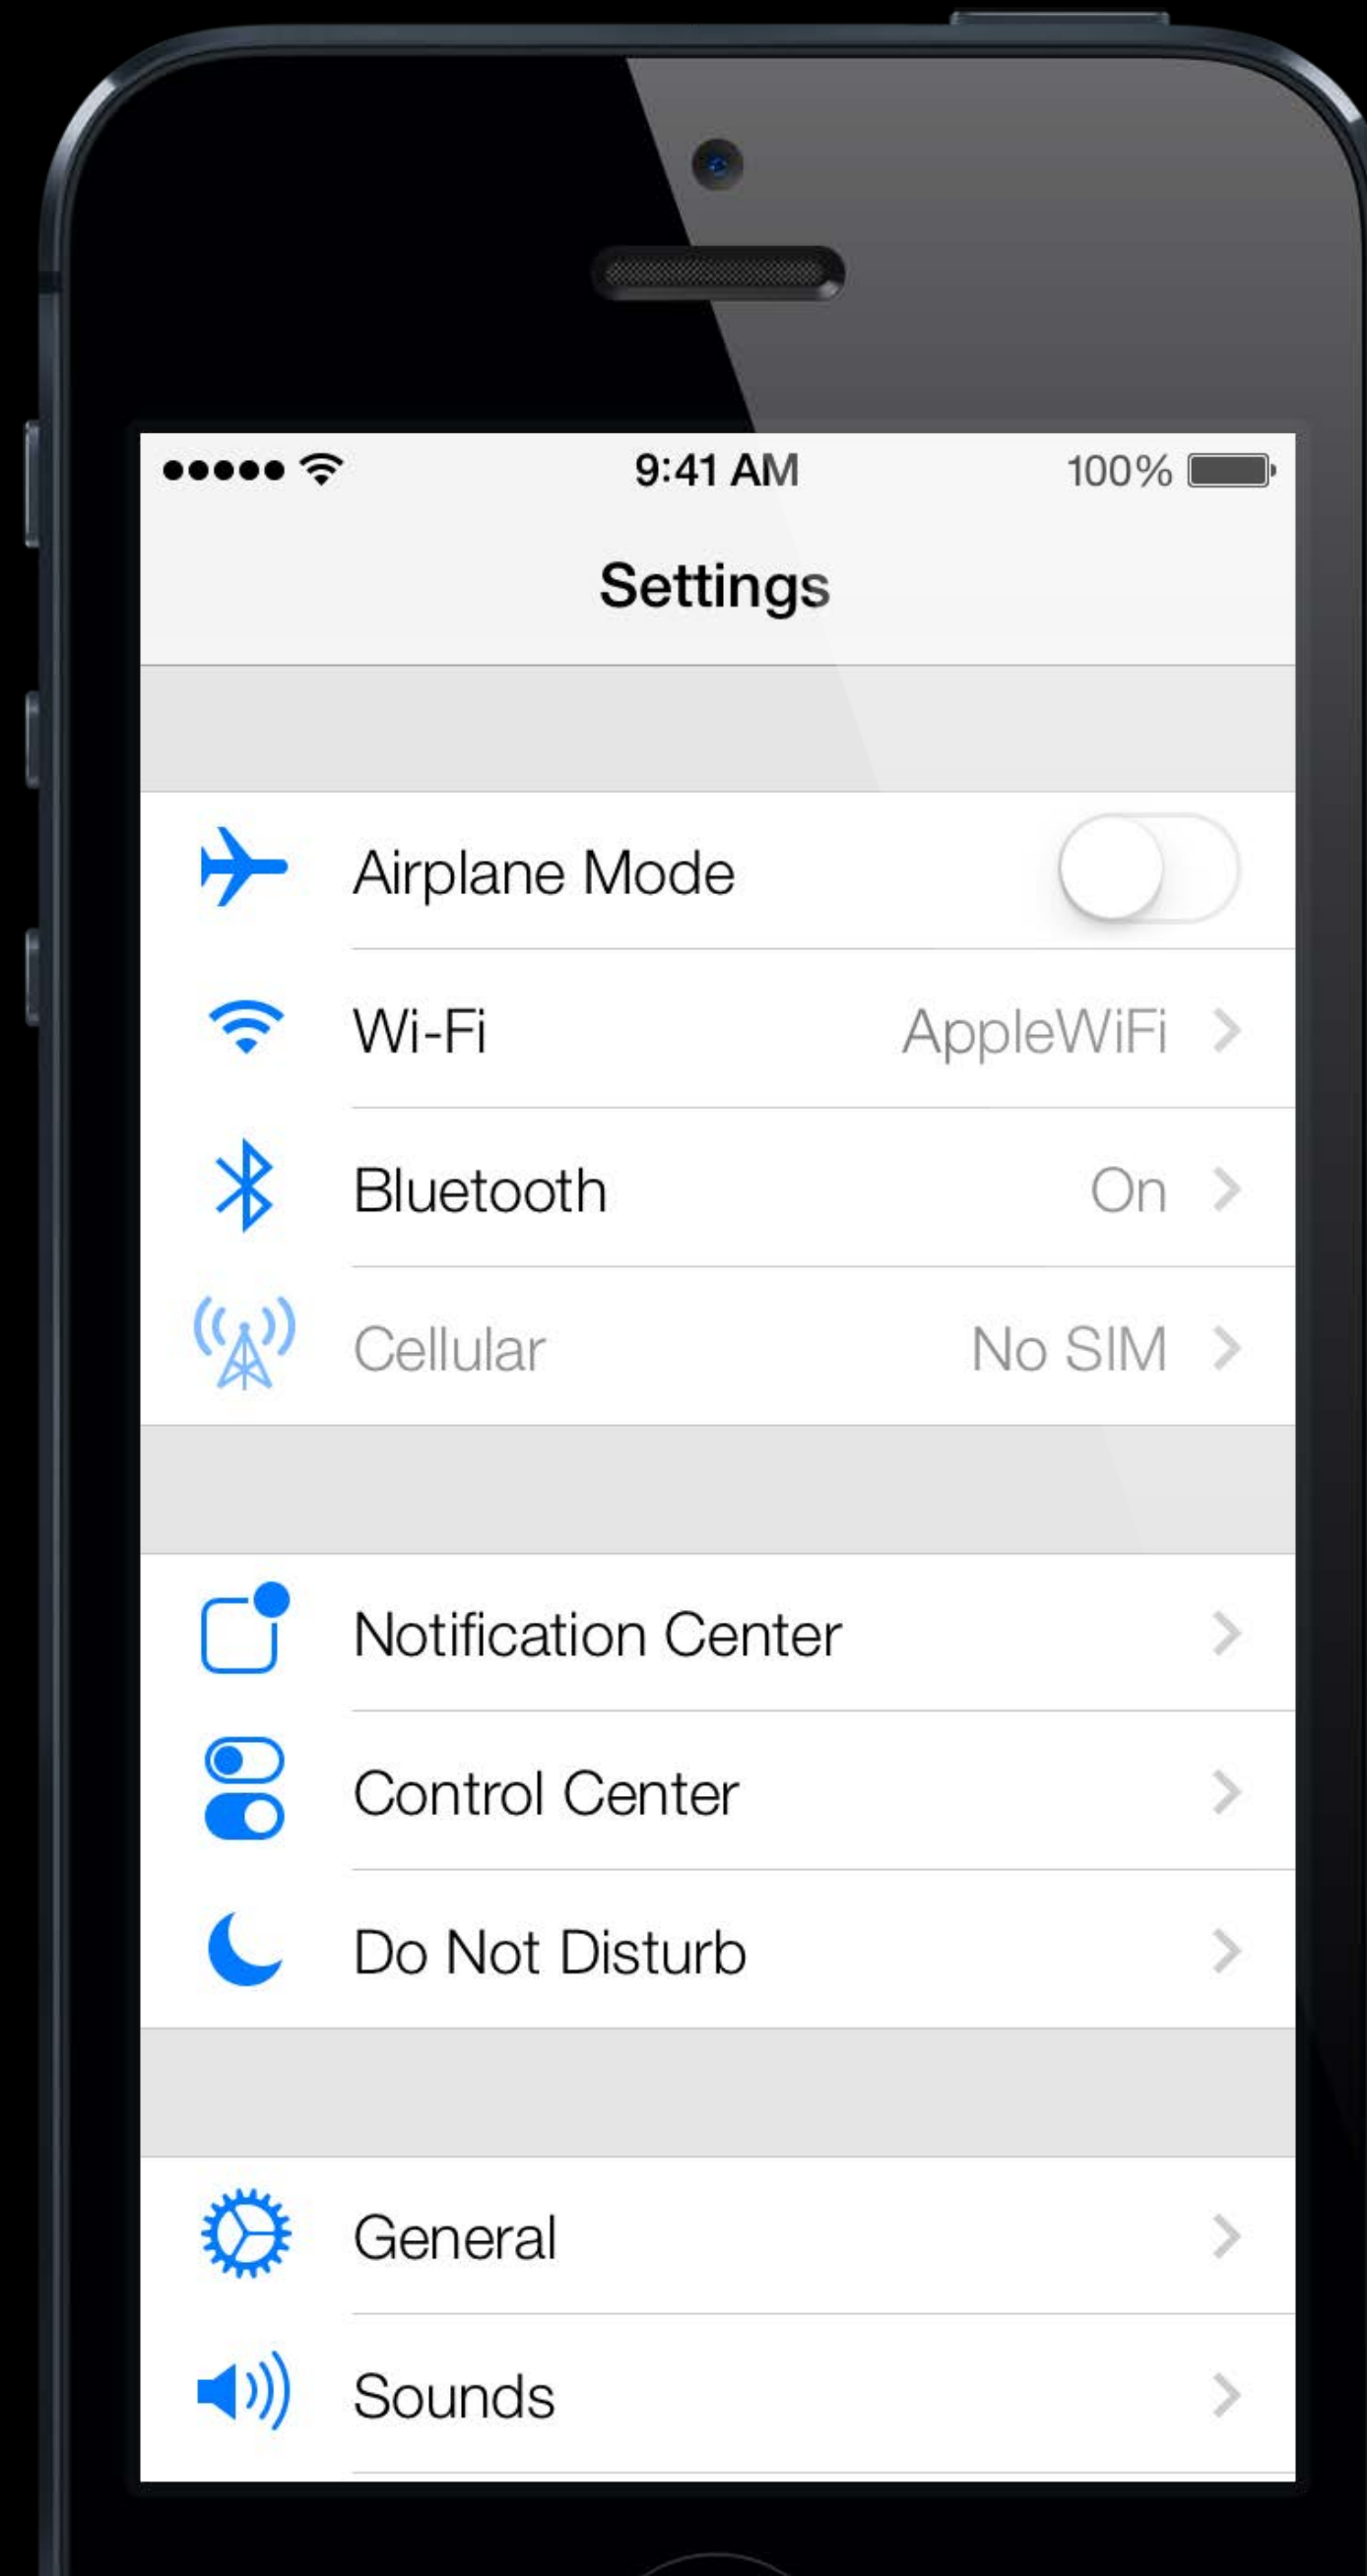 9:41 AM 100%
Settings
Airplane Mode
Wi-Fi AppleWiFi
Bluetooth On
Cellular No SIM
Notification Center
Control Center
Do Not Disturb
General
Sounds